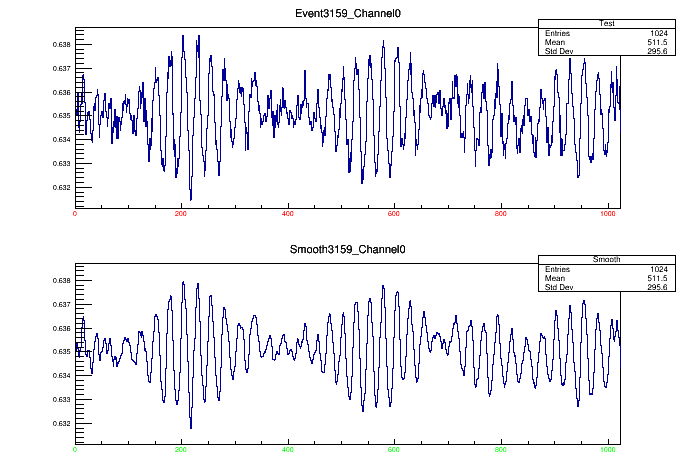 Event3159_Channel0
Test
Entries 1024
Mean 511.5
Std Dev 295.6
0.638
0.637
0.636
0.635
0.634
0.633
0.632
0 200 400 600 800 1000
Smooth3159_Channel0
Smooth
Entries 1024
Mean 511.5
Std Dev 295.6
0.638
0.637
0.636
0.635
0.634
0.633
0.632
0 200 400 600 800 1000